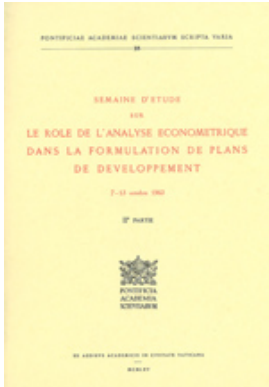 PONTIFICIAE ACADEMIAE SCIENTIARVM SCRIPTA VARIA
SEMAINE D'ETUDE
SUR
LE ROLE DE L'ANALYSE ECONOMETRIQUE
DANS LA FORMULATION DE PLANS
DE DEVELOPPEMENT
7-13 octobre 1963
IIe PARTIE
PONTIFICIA
ACADEMIA
SCIENTIARVM
EX AEDIBVS ACADEMICIS IN CIVITATE VATICANA
MCMLXV